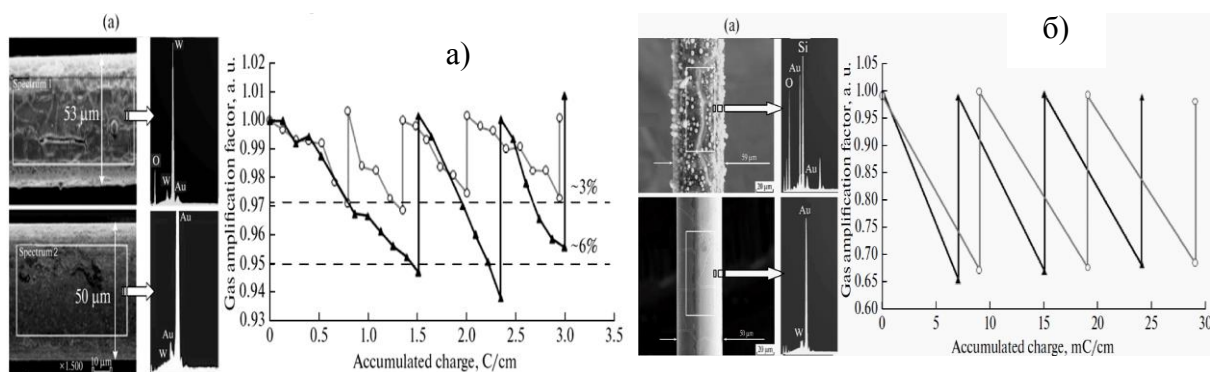 (a)
Spectrum 1
53 μm
W
O
W
Au
Spectrum 2
50 μm
×1.500 10 μm
Au
Au
W
а)
Gas amplification factor, a. u.
1.02
1.01
1.00
0.99
0.98
0.97
0.96
0.95
0.94
0.93
~3%
~6%
0 0.5 1.0 1.5 2.0 2.5 3.0 3.5
Accumulated charge, C/cm
(a)
Si
Au
O
Au
59 μm
20 μm
Au
W
50 μm
20 μm
б)
Gas amplification factor, a. u.
1.05
1.00
0.95
0.90
0.85
0.80
0.75
0.70
0.65
0.60
0 5 10 15 20 25 30
Accumulated charge, mC/cm